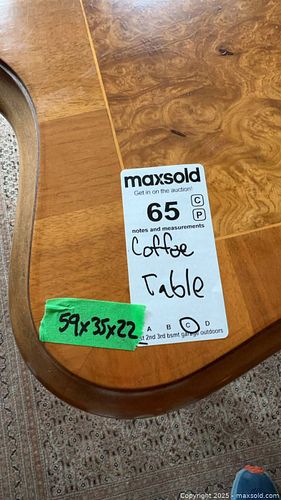 maxsold
Get in on the auction!
65
C
P
notes and measurements
Coffee
Table
59x35x22
A B C D
2nd 3rd bsmt garage outdoors
Copyright © 2025 - maxsold.com